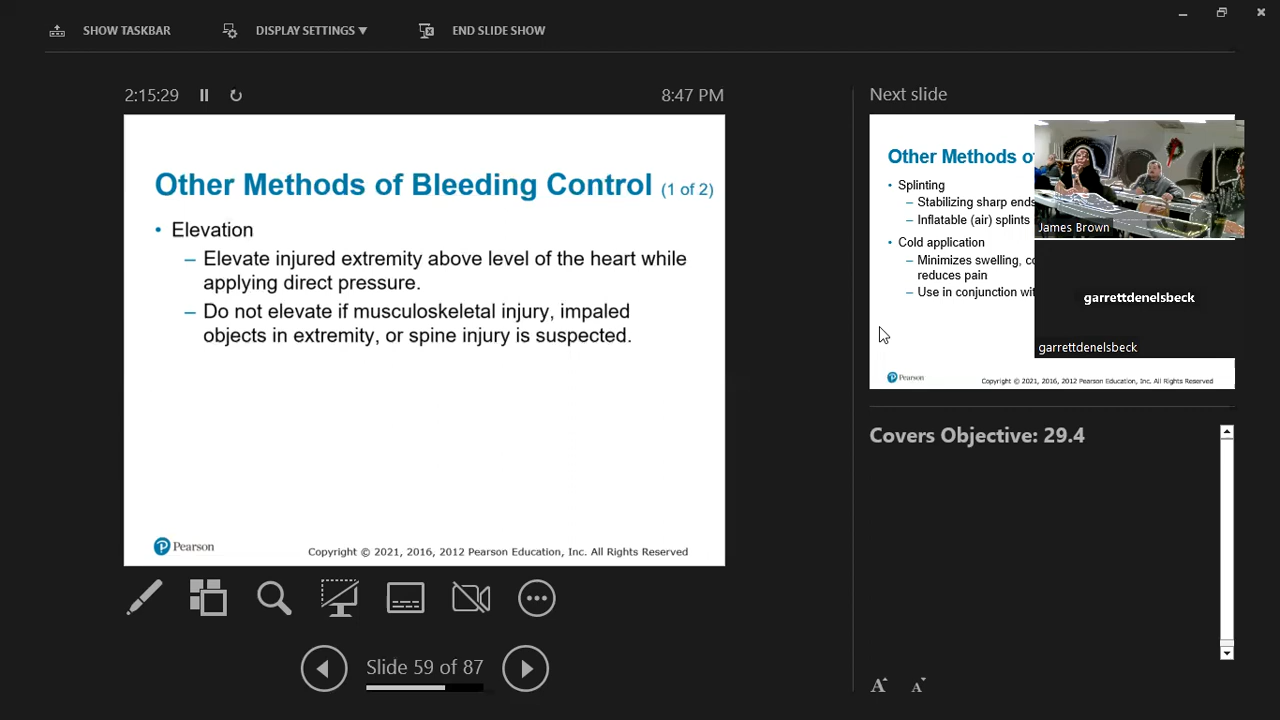 SHOW TASKBAR
DISPLAY SETTINGS ▼
END SLIDE SHOW
2:15:29
8:47 PM
Next slide
Other Methods of Bleeding Control (1 of 2)
• Elevation
– Elevate injured extremity above level of the heart while
applying direct pressure.
– Do not elevate if musculoskeletal injury, impaled
objects in extremity, or spine injury is suspected.
Pearson
Copyright © 2021, 2016, 2012 Pearson Education, Inc. All Rights Reserved
Slide 59 of 87
Other Methods
• Splinting
– Stabilizing sharp ends
– Inflatable (air) splints
• Cold application
– Minimizes swelling,
reduces pain
– Use in conjunction
Pearson
Copyright © 2021, 2016, 2012 Pearson Education, Inc. All Rights Reserved
James Brown
garrettdenelsbeck
garrettdenelsbeck
Covers Objective: 29.4
A A